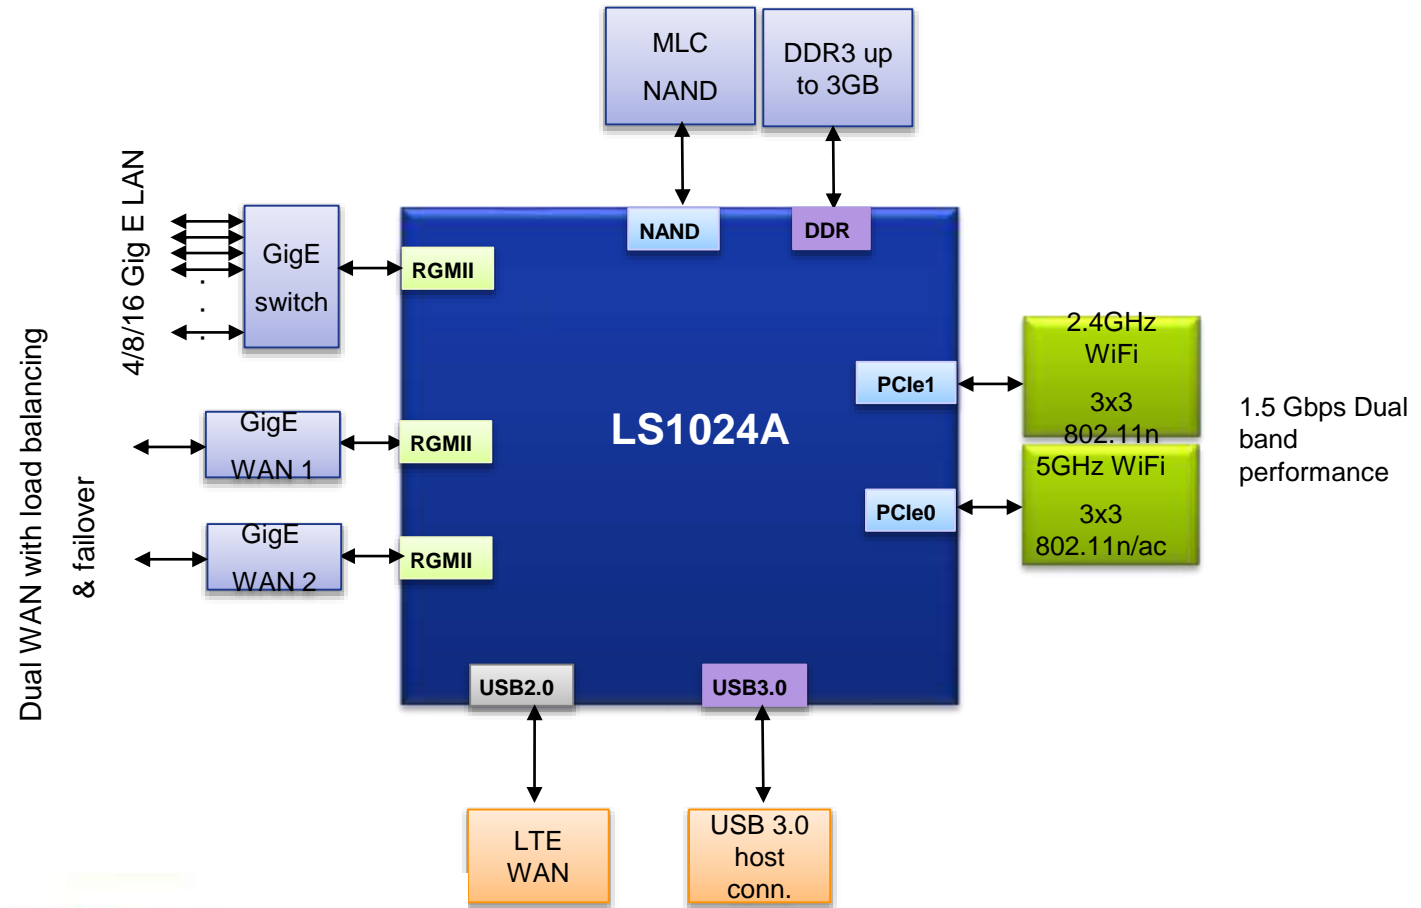 MLC
NAND
DDR3 up
to 3GB
4/8/16 Gig E LAN
GigE
switch
.
.
.
RGMII
NAND
DDR
Dual WAN with load balancing
& failover
GigE
WAN 1
RGMII
GigE
WAN 2
RGMII
LS1024A
PCIe1
2.4GHz
WiFi
3x3
802.11n
PCIe0
5GHz WiFi
3x3
802.11n/ac
1.5 Gbps Dual
band
performance
USB2.0
USB3.0
LTE
WAN
USB 3.0
host
conn.